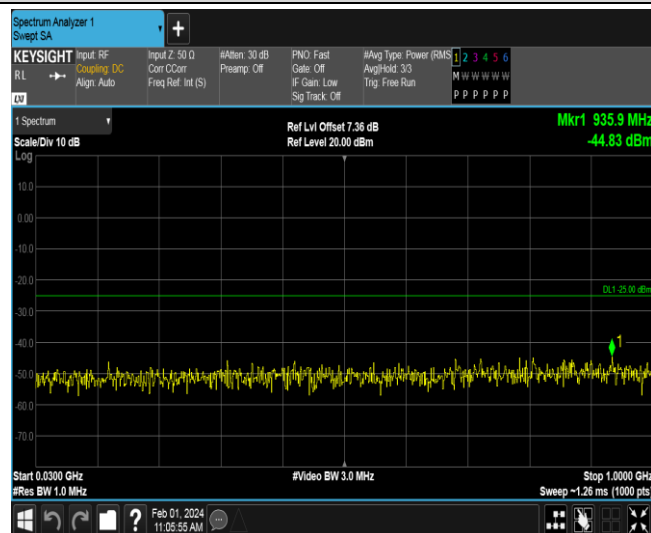 Spectrum Analyzer 1
Swept SA
KEYSIGHT
RL
Input: RF
Coupling: DC
Align: Auto
Input Z: 50 Ω
Corr CCorr
Freq Ref: Int (S)
#Atten: 30 dB
Preamp: Off
PNO: Fast
Gate: Off
IF Gain: Low
Sig Track: Off
#Avg Type: Power (RMS
Avg|Hold: 3/3
Trig: Free Run
1 2 3 4 5 6
M W W W W W
P P P P P P
1 Spectrum
Scale/Div 10 dB
Log
Ref Lvl Offset 7.36 dB
Ref Level 20.00 dBm
Mkr1 935.9 MHz
-44.83 dBm
10.0
0.00
-10.0
-20.0
DL1 -25.00 dBm
-30.0
-40.0
1
-50.0
-60.0
-70.0
Start 0.0300 GHz
#Res BW 1.0 MHz
#Video BW 3.0 MHz
Stop 1.0000 GHz
Sweep ~1.26 ms (1000 pts)
Feb 01, 2024
11:05:55 AM